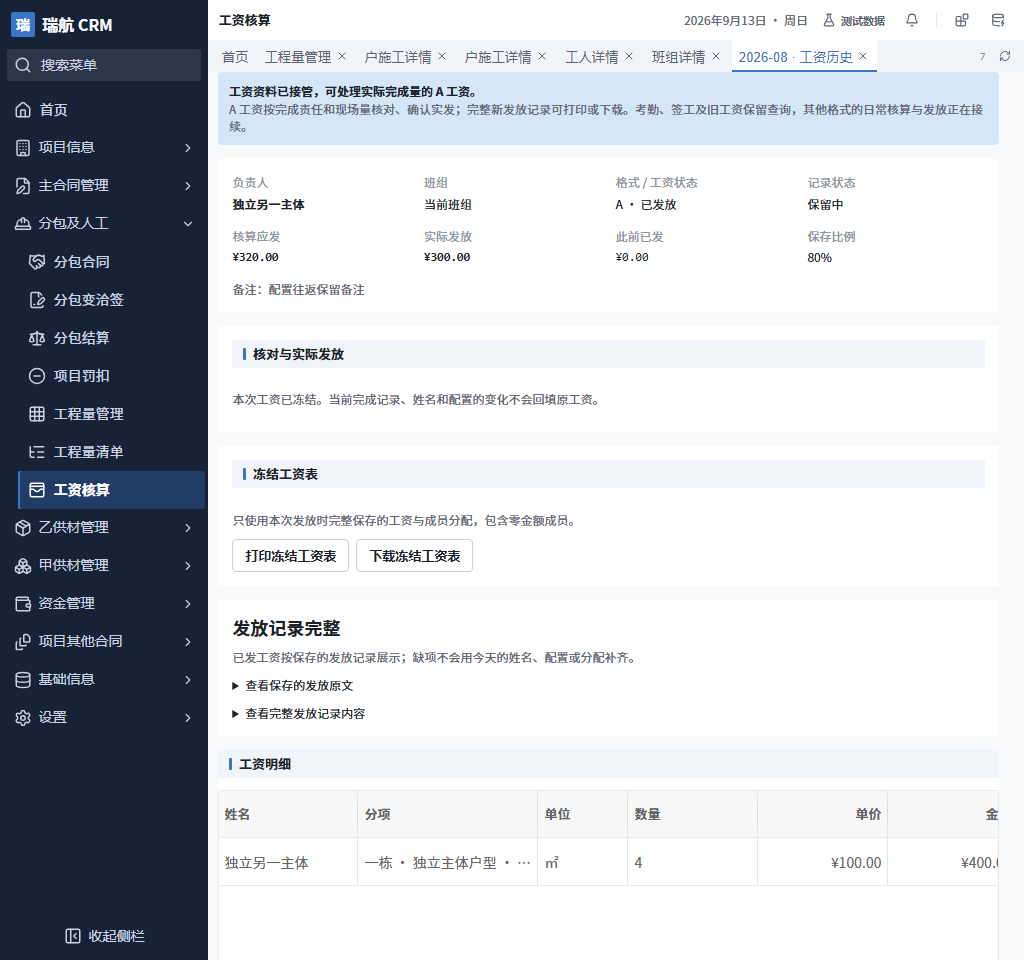 瑞 瑞航 CRM
搜索菜单
首页
项目信息
主合同管理
分包及人工
分包合同
分包变洽签
分包结算
项目罚扣
工程量管理
工程量清单
工资核算
乙供材管理
甲供材管理
资金管理
项目其他合同
基础信息
设置
收起侧栏
工资核算
2026年9月13日 · 周日 测试数据
首页 工程量管理 × 户施工详情 × 户施工详情 × 工人详情 × 班组详情 × 2026-08 · 工资历史 × 7
工资资料已接管，可处理实际完成量的 A 工资。
A 工资按完成责任和现场量核对、确认实发；完整新发放记录可打印或下载。考勤、签工及旧工资保留查询，其他格式的日常核算与发放正在接
续。
负责人 班组 格式 / 工资状态 记录状态
独立另一主体 当前班组 A · 已发放 保留中
核算应发 实际发放 此前已发 保存比例
¥320.00 ¥300.00 ¥0.00 80%
备注：配置往返保留备注
核对与实际发放
本次工资已冻结。当前完成记录、姓名和配置的变化不会回填原工资。
冻结工资表
只使用本次发放时完整保存的工资与成员分配，包含零金额成员。
打印冻结工资表 下载冻结工资表
发放记录完整
已发工资按保存的发放记录展示；缺项不会用今天的姓名、配置或分配补齐。
▶ 查看保存的发放原文
▶ 查看完整发放记录内容
工资明细
姓名 分项 单位 数量 单价 金
独立另一主体 一栋 · 独立主体户型 · … ㎡ 4 ¥100.00 ¥400.0